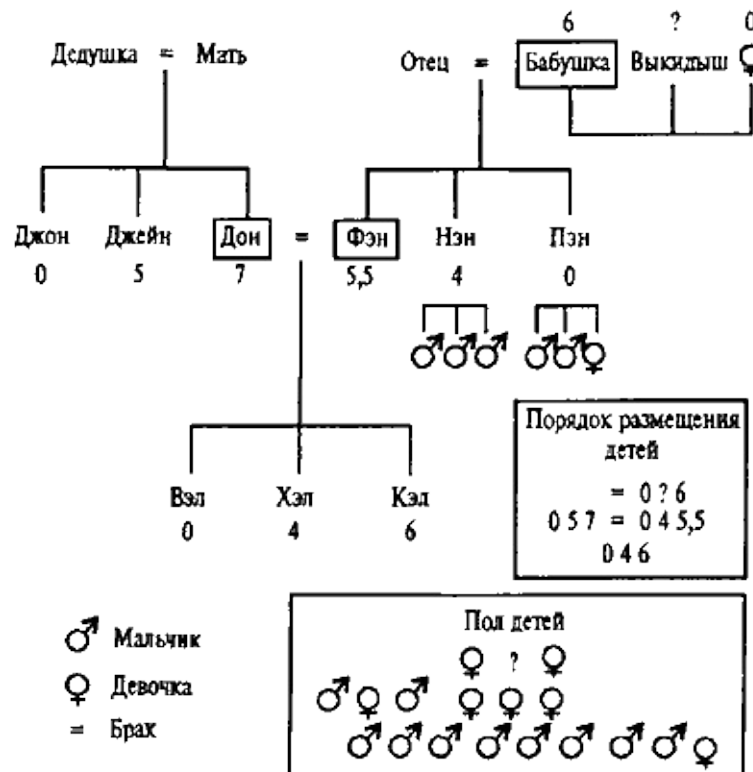 6 ? 0
Дедушка = Мать Отец = Бабушка Выкидыш ♀
Джон Джейн Дон = Фэн Нэн Пэн
0 5 7 5,5 4 0
♂♂♂ ♂♂♀
Порядок размещения
детей
= 0 ? 6
0 5 7 = 0 4 5,5
0 4 6
Вэл Хэл Кэл
0 4 6
Пол детей
♀ ? ♀
♂ ♀ ♂ ♀ ♀ ♀
♂ ♂ ♂ ♂ ♂ ♂ ♂ ♂ ♀
♂ Мальчик
♀ Девочка
= Брак